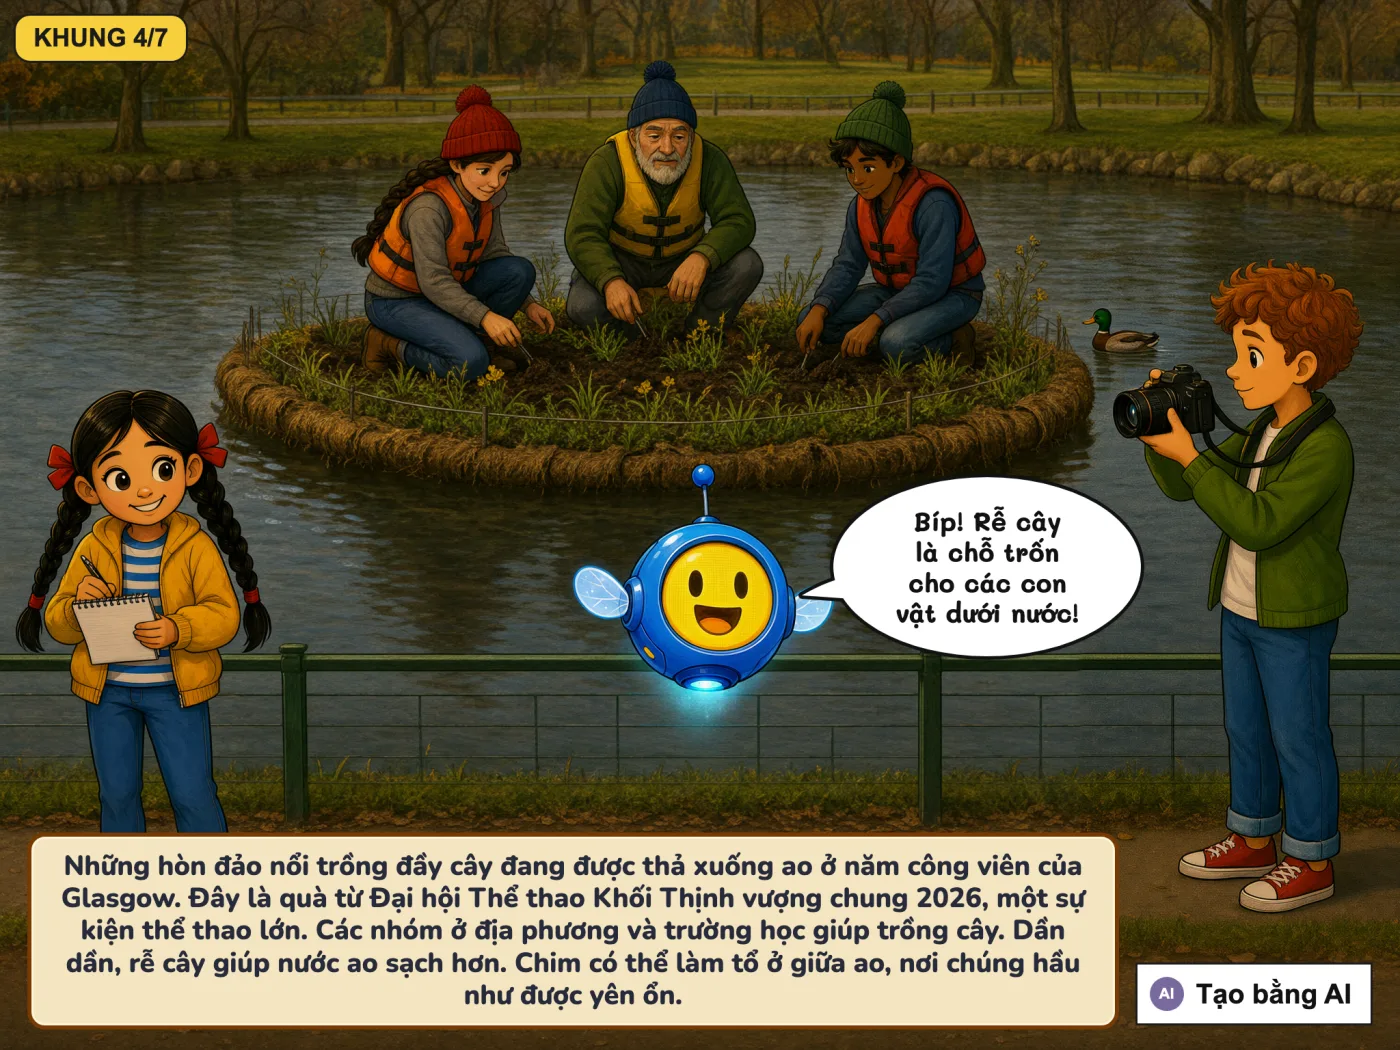 KHUNG 4/7
Bíp! Rễ cây
là chỗ trốn
cho các con
vật dưới nước!
Những hòn đảo nổi trồng đầy cây đang được thả xuống ao ở năm công viên của
Glasgow. Đây là quà từ Đại hội Thể thao Khối Thịnh vượng chung 2026, một sự
kiện thể thao lớn. Các nhóm ở địa phương và trường học giúp trồng cây. Dần
dần, rễ cây giúp nước ao sạch hơn. Chim có thể làm tổ ở giữa ao, nơi chúng hầu
như được yên ổn.
AI Tạo bằng AI